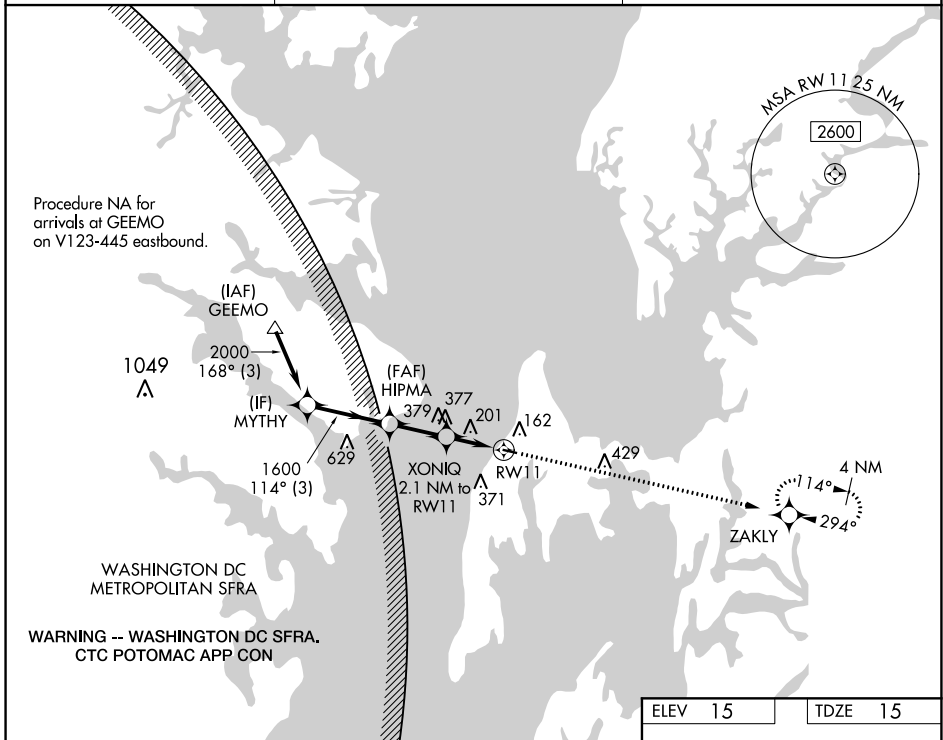 MSA RW 11 25 NM
2600
Procedure NA for
arrivals at GEEMO
on V123-445 eastbound.
(IAF)
GEEMO
2000
168° (3)
1049
(IF)
MYTHY
(FAF)
HIPMA
379
377
201
162
629
1600
114° (3)
XONIQ
2.1 NM to
RW11
371
RW11
429
4 NM
114°
294°
ZAKLY
WASHINGTON DC
METROPOLITAN SFRA
WARNING -- WASHINGTON DC SFRA.
CTC POTOMAC APP CON
ELEV 15
TDZE 15